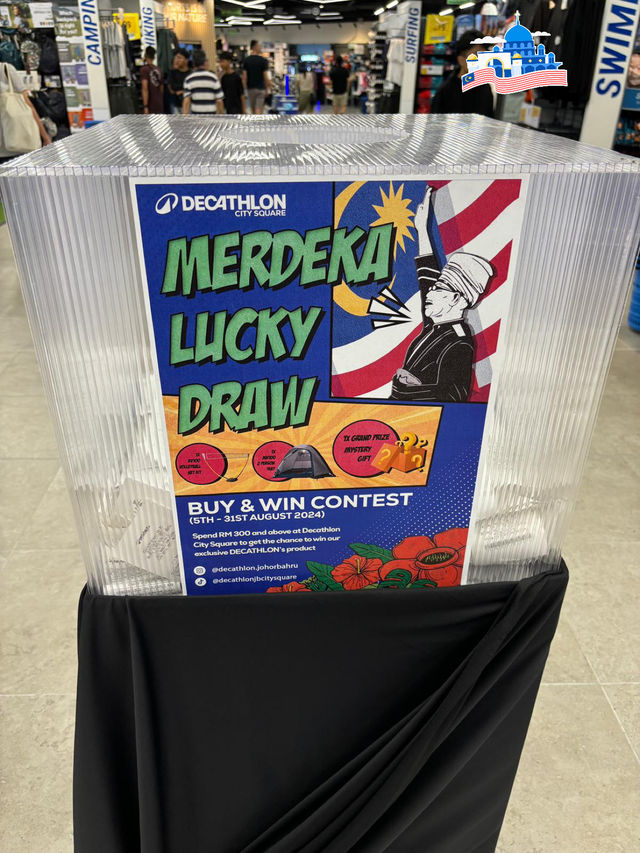 CAMPIN
HIKING
SURFING
SWIM
DECATHLON
CITY SQUARE
MERDEKA
LUCKY
DRAW
1X GRAND PRIZE
MYSTERY
GIFT
BUY & WIN CONTEST
(5TH - 31ST AUGUST 2024)
Spend RM 300 and above at Decathlon
City Square to get the chance to win our
exclusive DECATHLON's product
@decathlon.johorbahru
@decathlonjbcitysquare